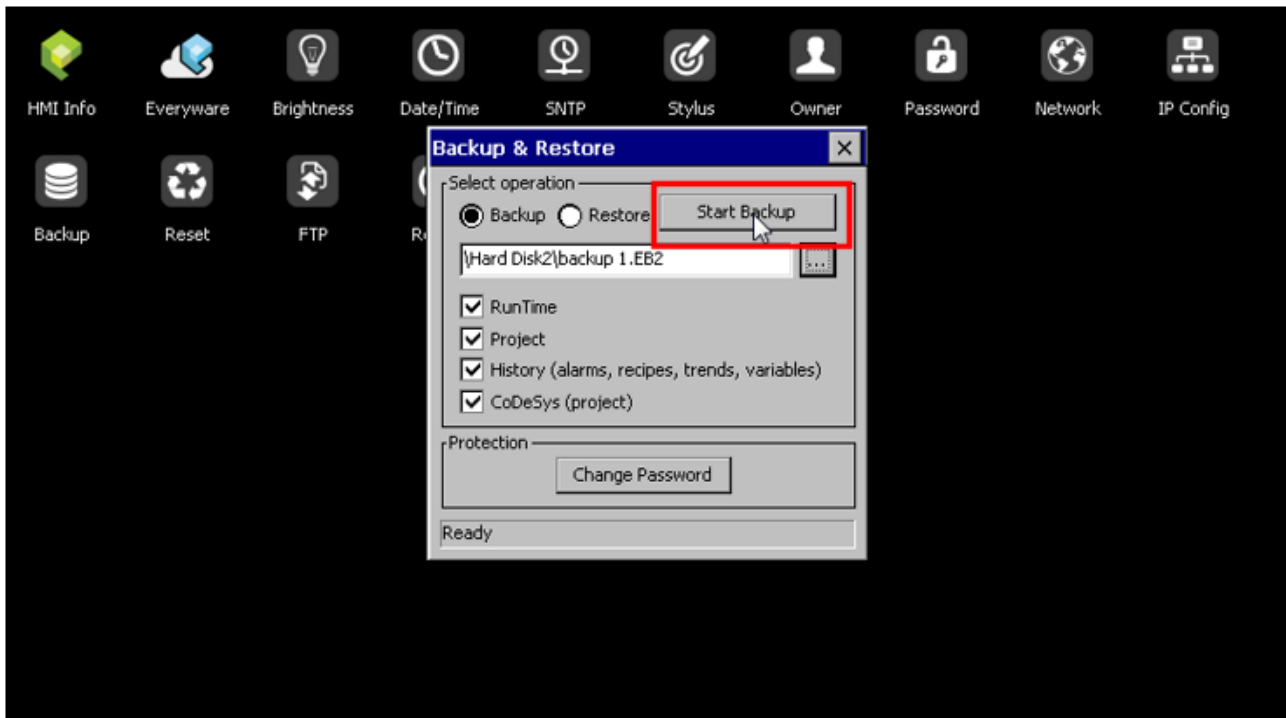 HMI Info Everyware Brightness Date/Time SNTP Stylus Owner Password Network IP Config
Backup Reset FTP
Backup & Restore
Select operation
Backup Restore Start Backup
\Hard Disk2\backup 1.EB2 ...
RunTime
Project
History (alarms, recipes, trends, variables)
CoDeSys (project)
Protection
Change Password
Ready